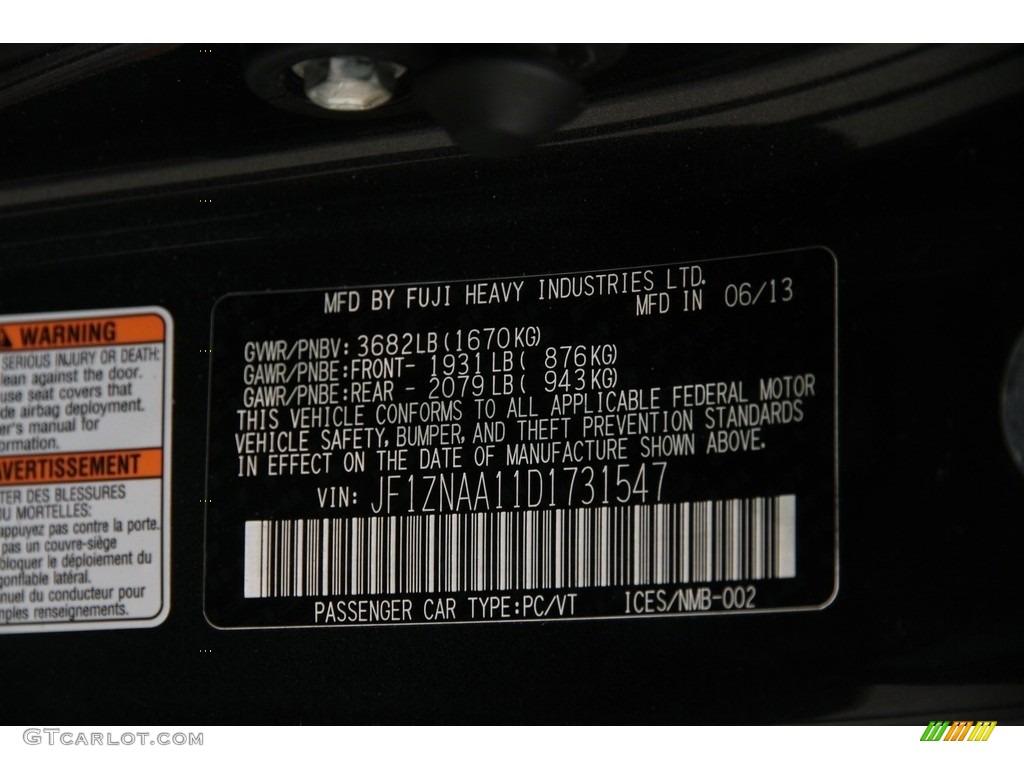 MFD BY FUJI HEAVY INDUSTRIES LTD.
MFD IN 06/13
GVWR/PNBV: 3682LB(1670KG)
GAWR/PNBE:FRONT- 1931LB( 876KG)
GAWR/PNBE:REAR - 2079LB( 943KG)
THIS VEHICLE CONFORMS TO ALL APPLICABLE FEDERAL MOTOR
VEHICLE SAFETY, BUMPER, AND THEFT PREVENTION STANDARDS
IN EFFECT ON THE DATE OF MANUFACTURE SHOWN ABOVE.
VIN: JF1ZNAA11D1731547
PASSENGER CAR TYPE:PC/VT ICES/NMB-002
WARNING
SERIOUS INJURY OR DEATH:
lean against the door.
use seat covers that
de airbag deployment.
er's manual for
ormation.
AVERTISSEMENT
TER DES BLESSURES
OU MORTELLES:
appuyez pas contre la porte.
pas un couvre-siège
bloquer le déploiement du
gonflable latéral.
anuel du conducteur pour
mples renseignements.
GTcarlot.com